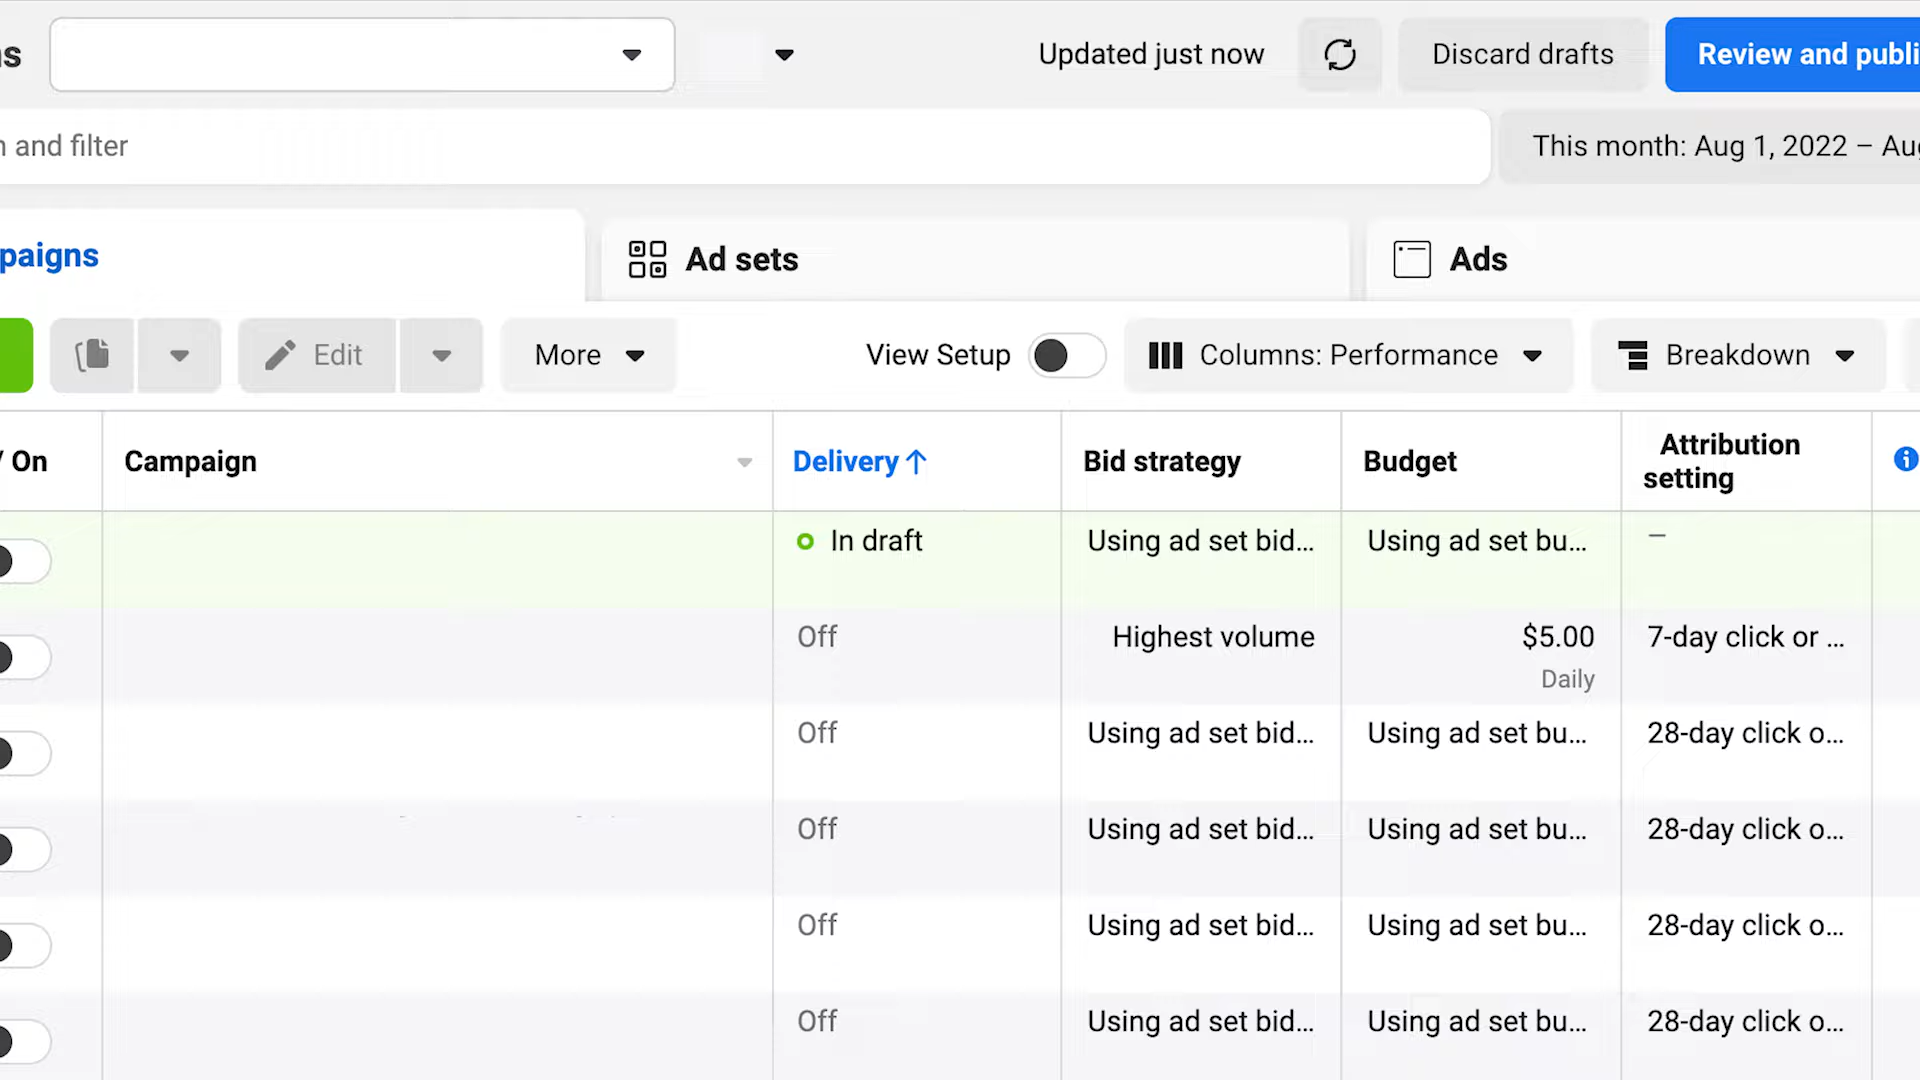 Updated just now
Discard drafts
Review and
and filter
This month: Aug 1, 2022 –
Ad sets
Ads
Edit
More
View Setup
Columns: Performance
Breakdown
/ On
Campaign
Delivery ↑
Bid strategy
Budget
Attribution
setting
In draft
Using ad set bid...
Using ad set bu...
—
Off
Highest volume
$5.00
Daily
7-day click or ...
Off
Using ad set bid...
Using ad set bu...
28-day click o...
Off
Using ad set bid...
Using ad set bu...
28-day click o...
Off
Using ad set bid...
Using ad set bu...
28-day click o...
Off
Using ad set bid...
Using ad set bu...
28-day click o...